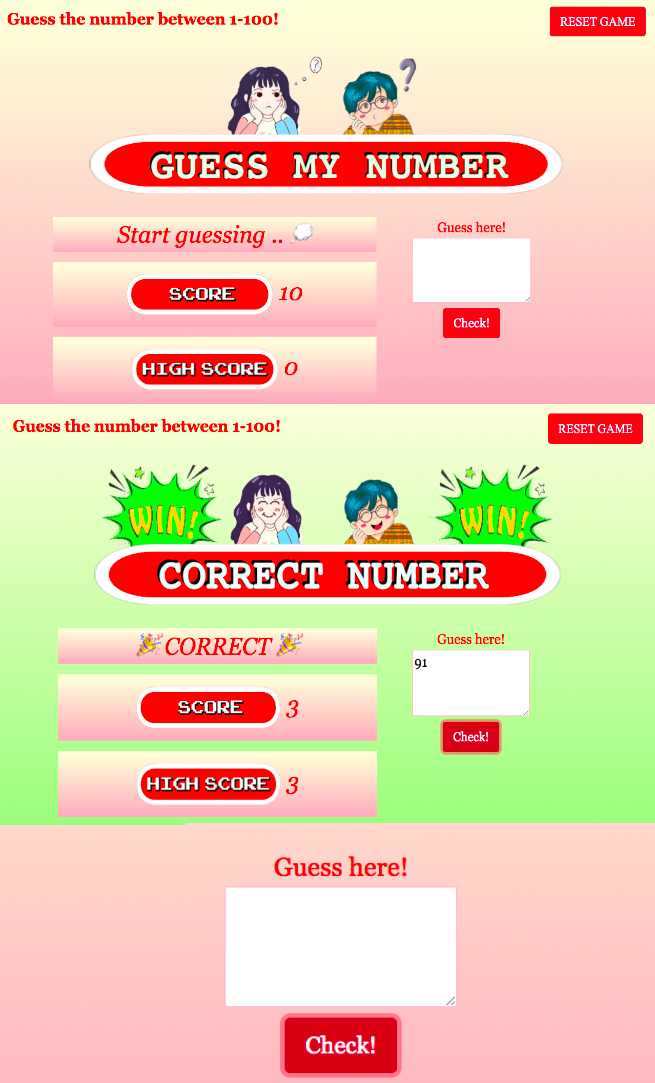 Guess the number between 1-100!
RESET GAME
?
?
GUESS MY NUMBER
Start guessing ..
Guess here!
SCORE 10
Check!
HIGH SCORE 0
Guess the number between 1-100!
RESET GAME
WIN!
WIN!
CORRECT NUMBER
CORRECT
Guess here!
91
SCORE 3
Check!
HIGH SCORE 3
Guess here!
Check!